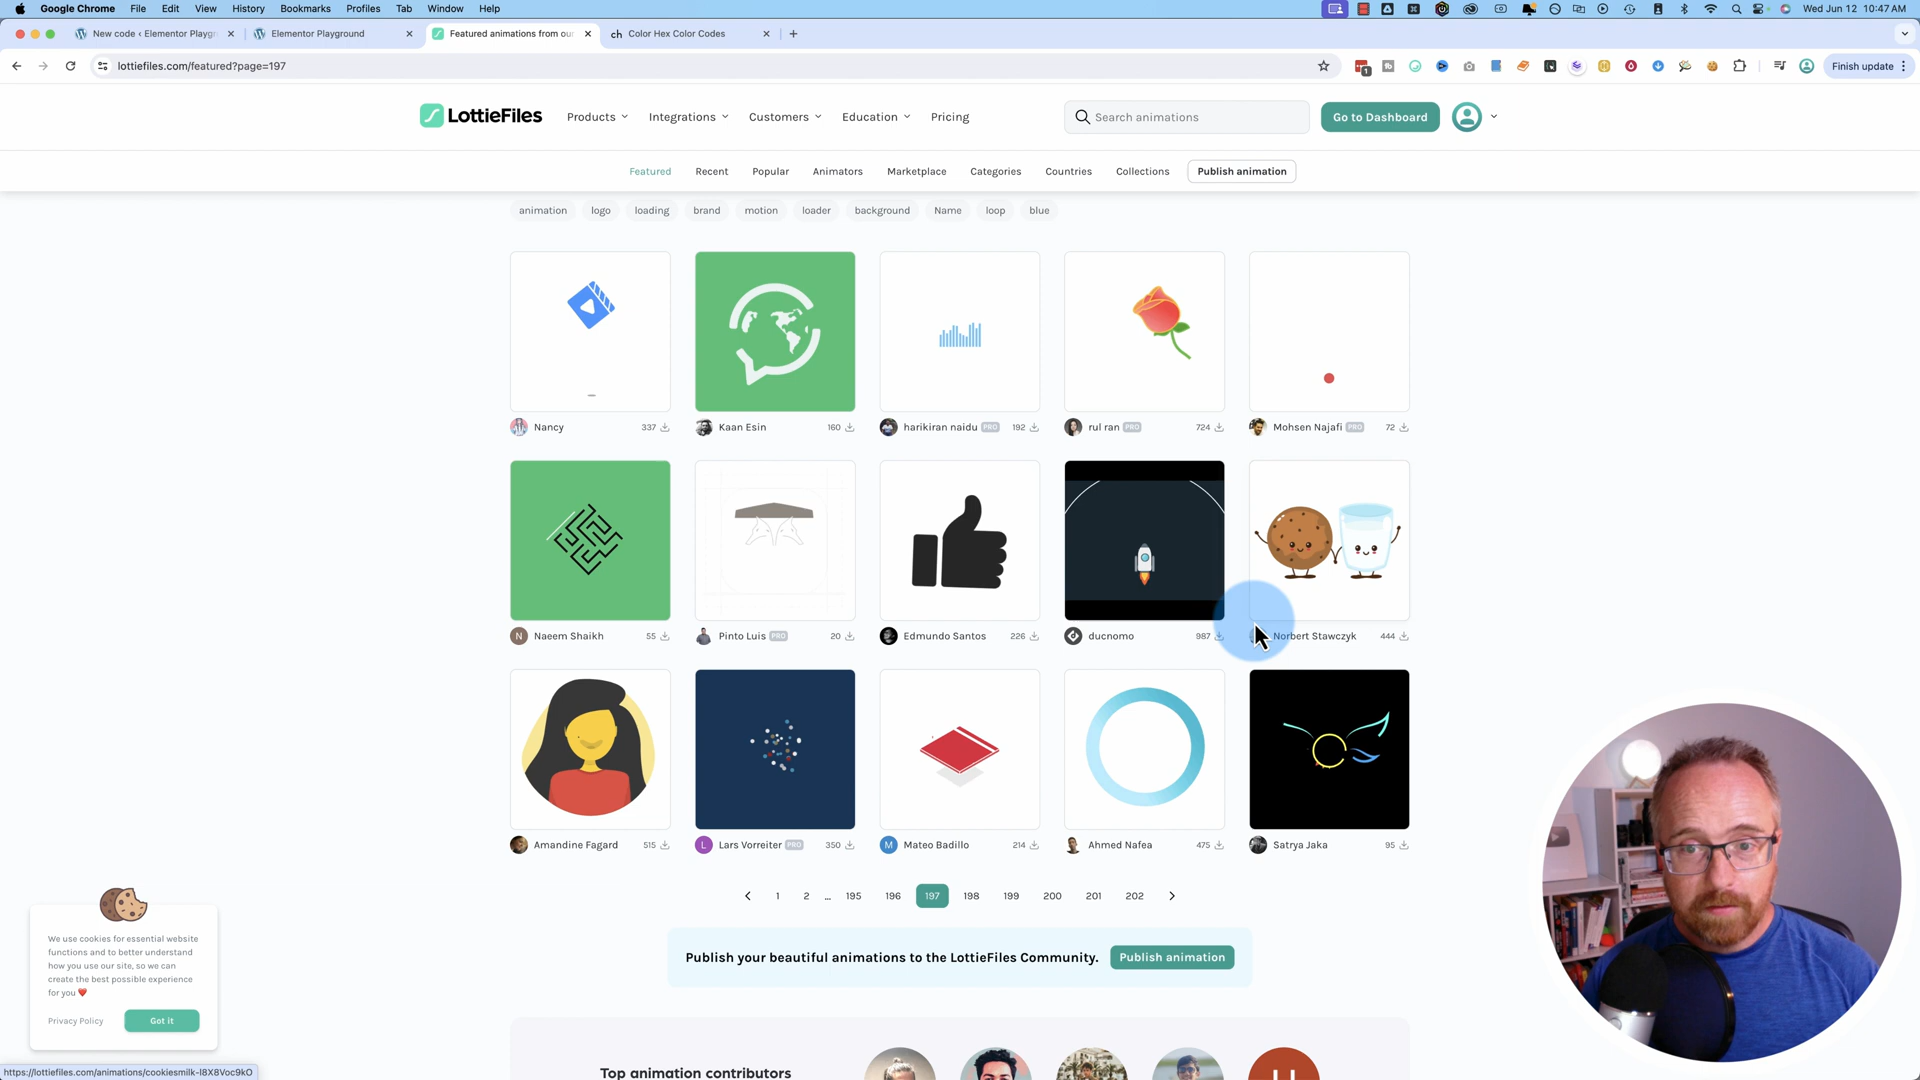 Google Chrome File Edit View History Bookmarks Profiles Tab Window Help
Wed Jun 12 10:47 AM
New code ‹ Elementor Playgr
Elementor Playground
Featured animations from ou
ch Color Hex Color Codes
lottiefiles.com/featured?page=197
1
Finish update
LottieFiles
Products Integrations Customers Education Pricing
Search animations
Go to Dashboard
Featured Recent Popular Animators Marketplace Categories Countries Collections Publish animation
animation logo loading brand motion loader background Name loop blue
Nancy 337
Kaan Esin 160
harikiran naidu PRO 192
rul ran PRO 724
Mohsen Najafi PRO 72
N Naeem Shaikh 55
Pinto Luis PRO 20
Edmundo Santos 226
ducnomo 987
Norbert Stawczyk 444
Amandine Fagard 515
L Lars Vorreiter PRO 350
M Mateo Badillo 214
Ahmed Nafea 475
Satrya Jaka 95
1 2 ... 195 196 197 198 199 200 201 202
Publish your beautiful animations to the LottieFiles Community. Publish animation
We use cookies for essential website
functions and to better understand
how you use our site, so we can
create the best possible experience
for you
Privacy Policy Got it
Top animation contributors
https://lottiefiles.com/animations/cookiesmilk-I8X8Voc9kO